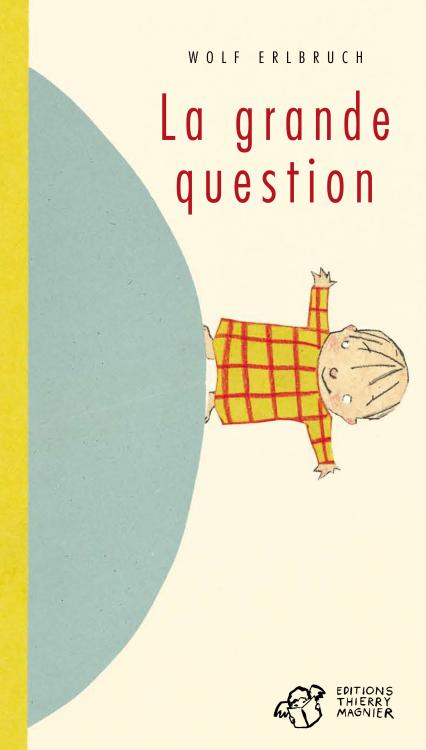 WOLF ERLBRUCH
La grande
question
EDITIONS
THIERRY
MAGNIER